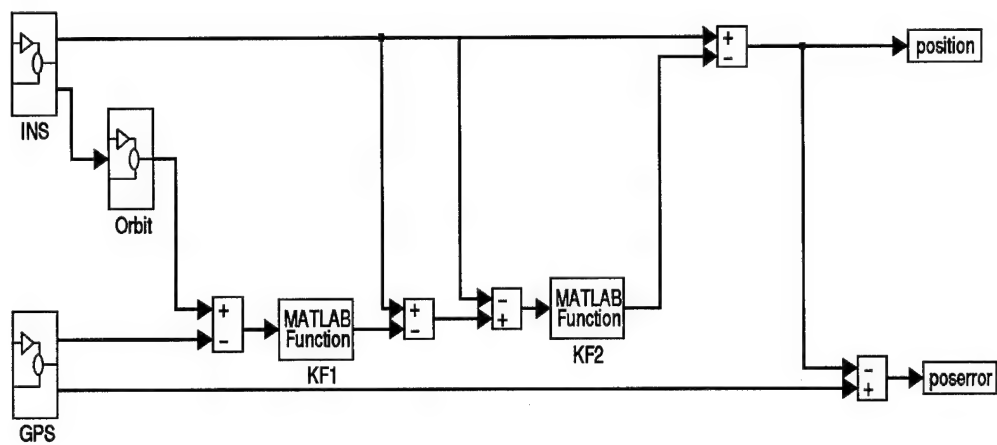 INS
+
−
position
Orbit
+
−
MATLAB
Function
KF1
+
−
−
+
MATLAB
Function
KF2
GPS
−
+
poserror